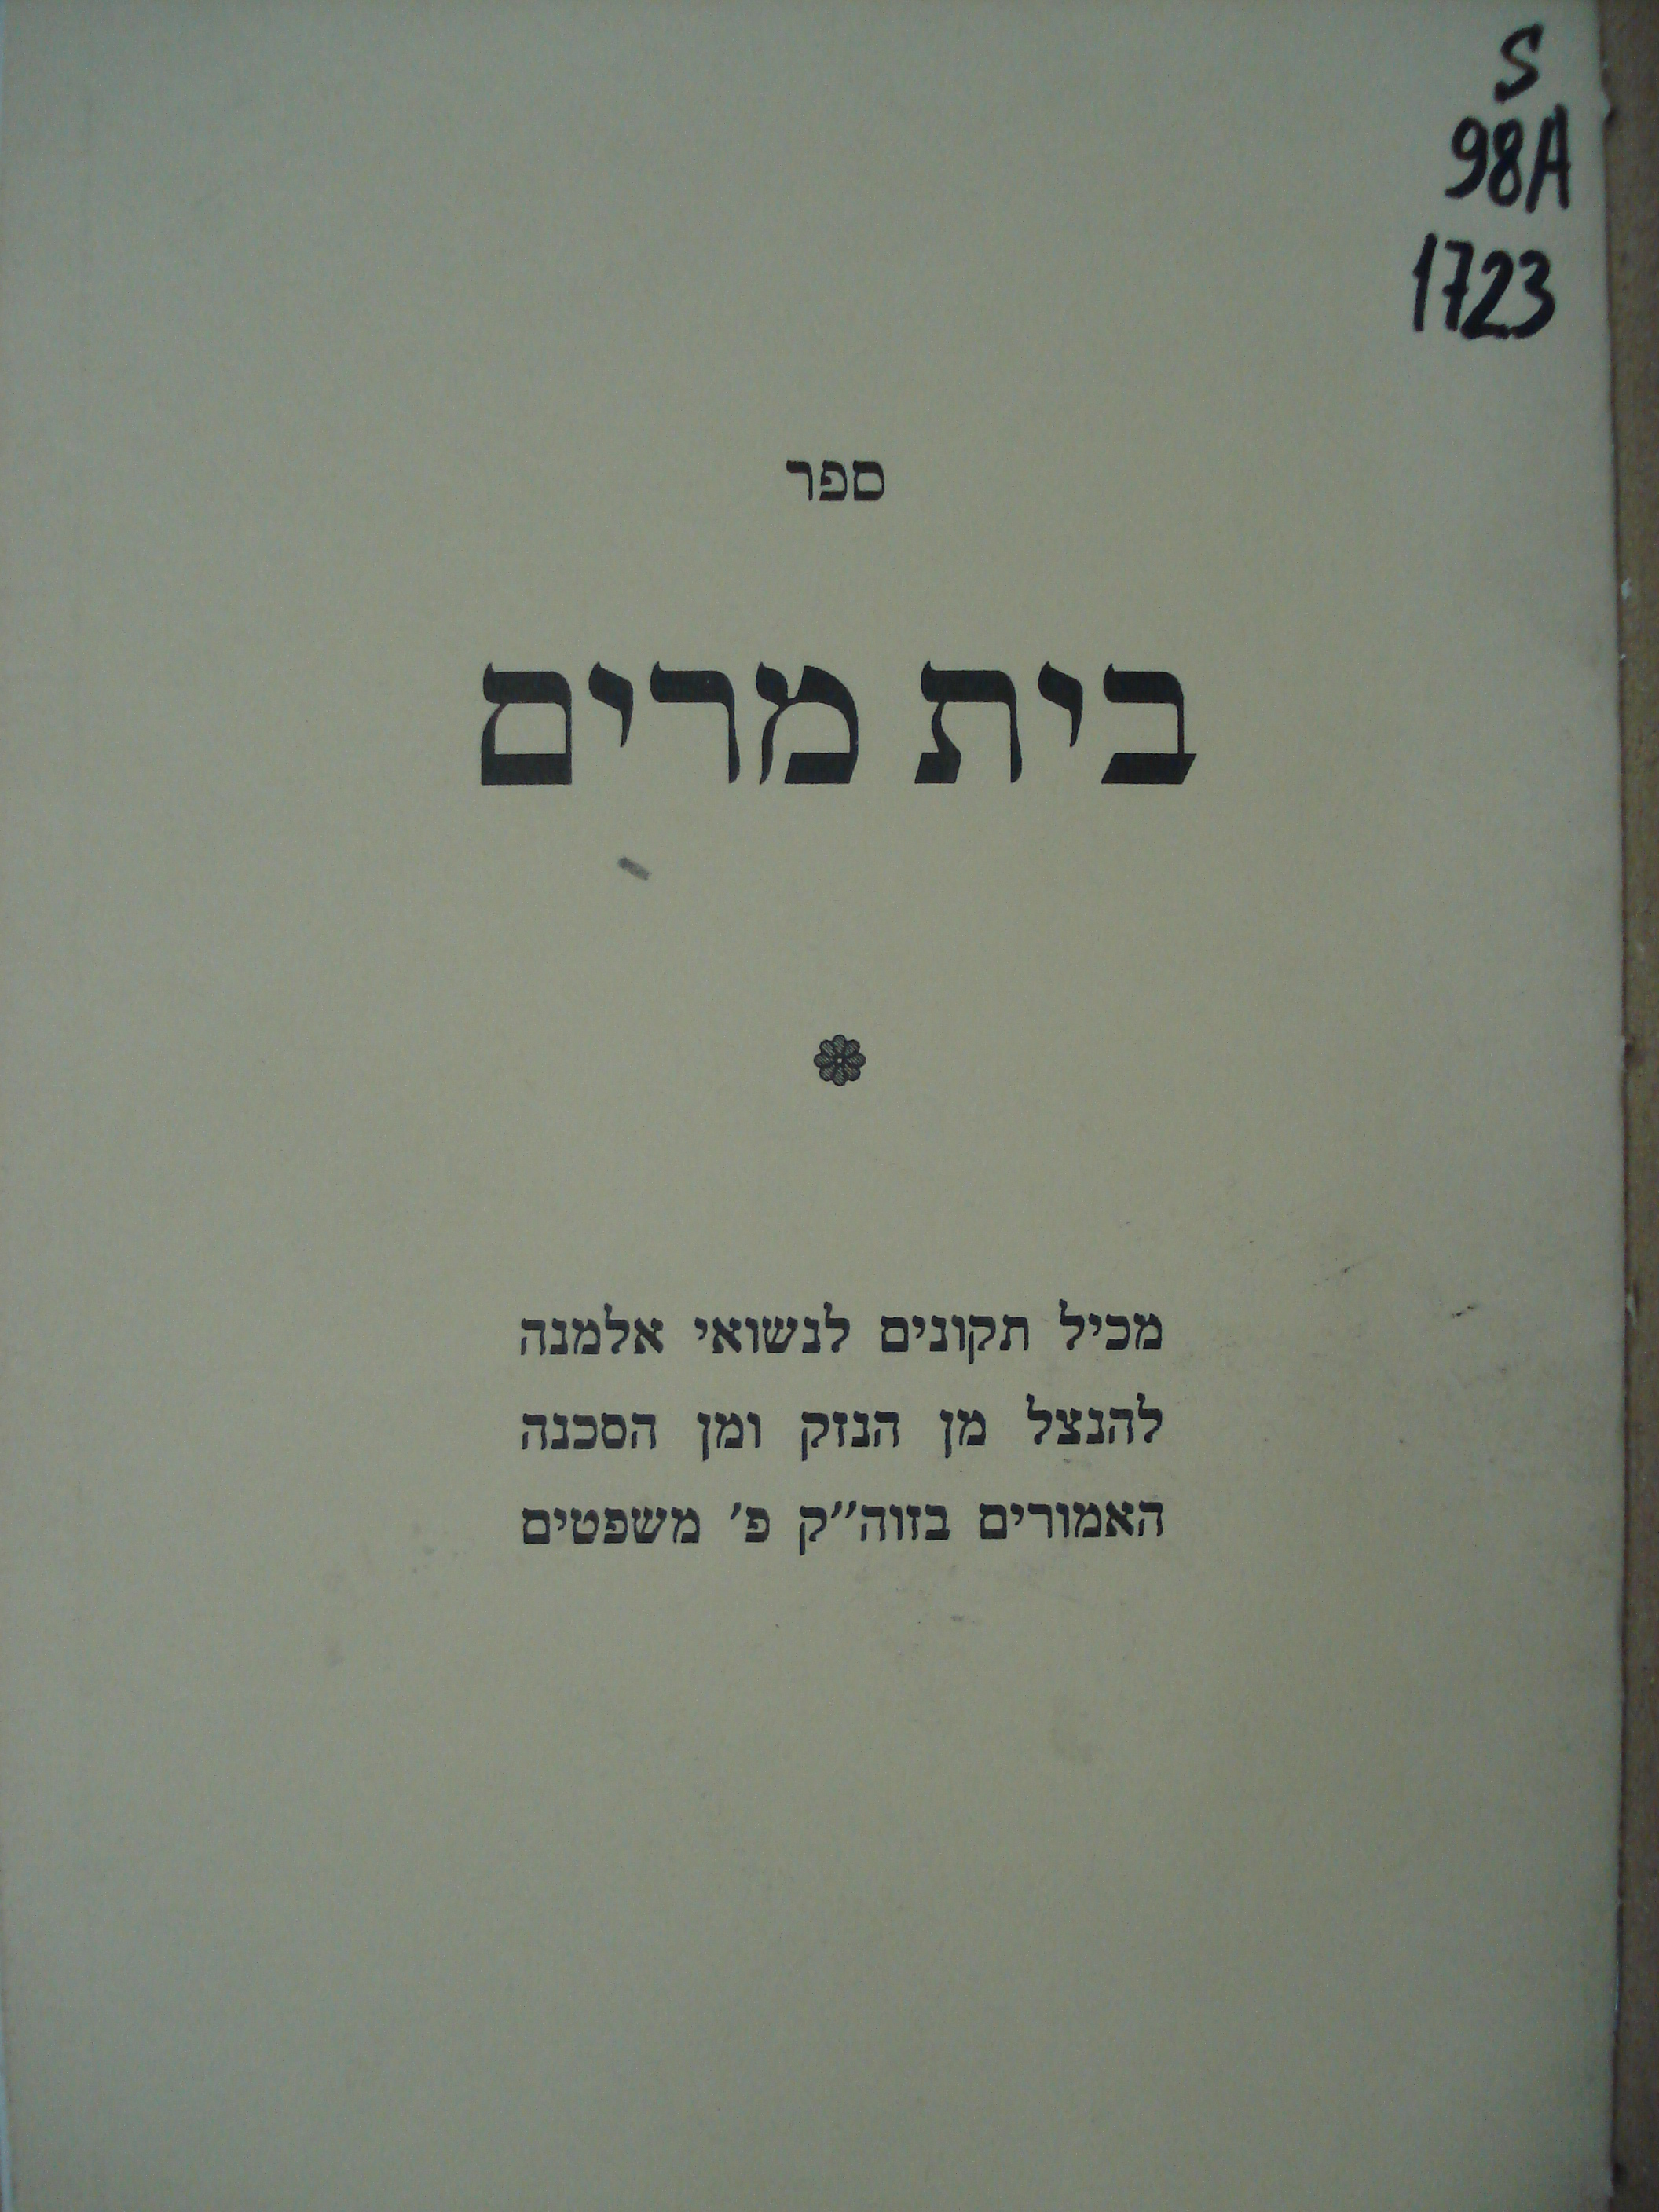 S
98A
1723
ספר
בית מרים
מכיל תקונים לנשואי אלמנה
להנצל מן הנזק ומן הסכנה
האמורים בזוה״ק פ׳ משפטים